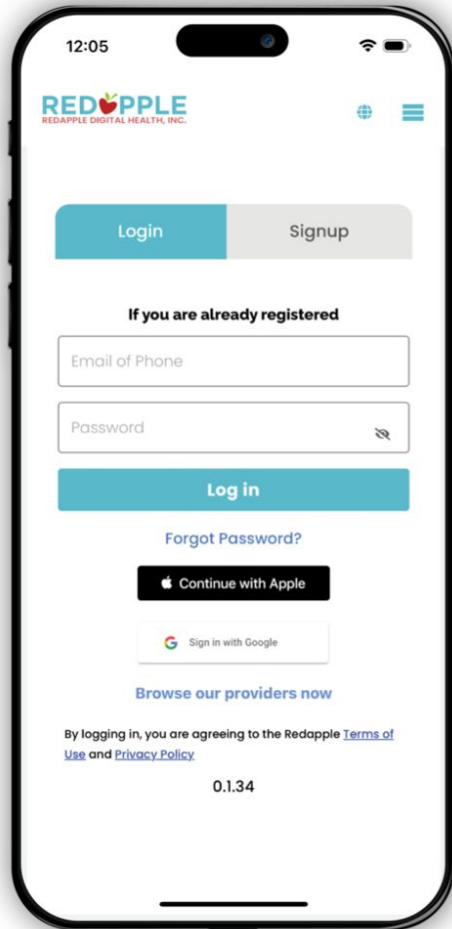 12:05
REDAPPLE
REDAPPLE DIGITAL HEALTH, INC.
Login Signup
If you are already registered
Email of Phone
Password
Log in
Forgot Password?
Continue with Apple
Sign in with Google
Browse our providers now
By logging in, you are agreeing to the Redapple Terms of
Use and Privacy Policy
0.1.34